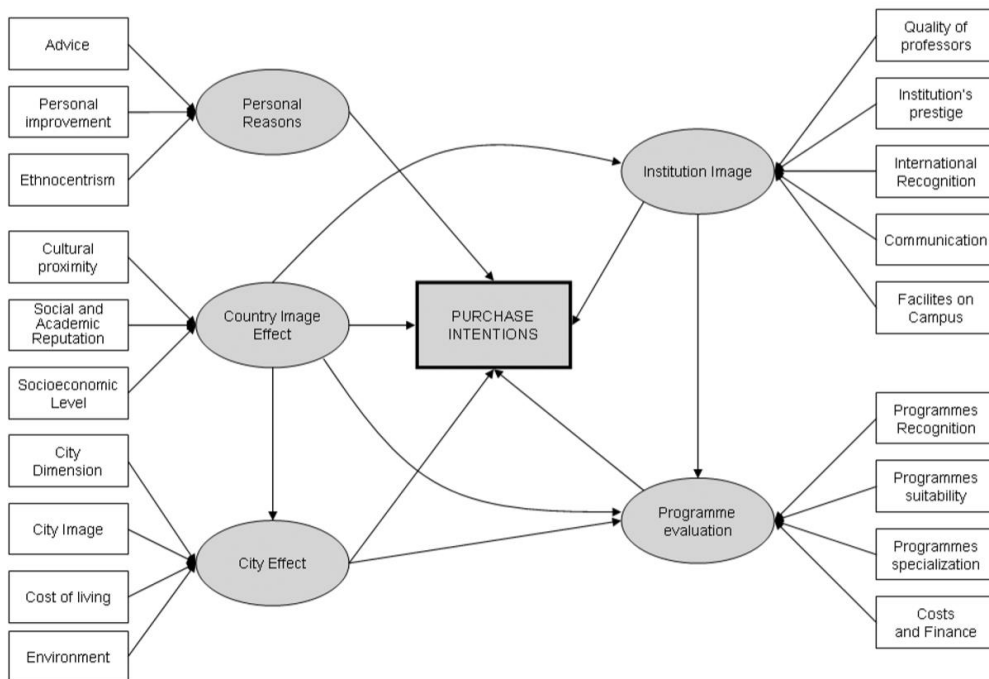 Advice
Personal
improvement
Ethnocentrism
Personal
Reasons
Cultural
proximity
Social and
Academic
Reputation
Socioeconomic
Level
Country Image
Effect
City
Dimension
City Image
Cost of living
Environment
City Effect
PURCHASE
INTENTIONS
Institution Image
Quality of
professors
Institution's
prestige
International
Recognition
Communication
Facilites on
Campus
Programme
evaluation
Programmes
Recognition
Programmes
suitability
Programmes
specialization
Costs
and Finance